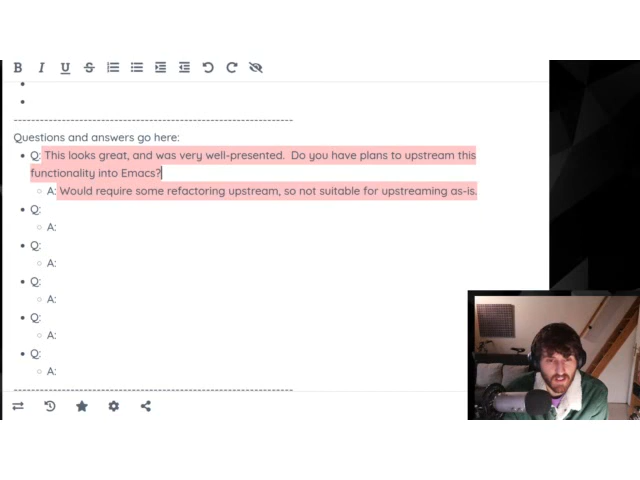 B I U S
--------------------------------------------------------------
Questions and answers go here:
Q: This looks great, and was very well-presented.  Do you have plans to upstream this
functionality into Emacs?
A: Would require some refactoring upstream, so not suitable for upstreaming as-is.
Q:
A:
Q:
A:
Q:
A:
Q:
A:
Q:
A:
--------------------------------------------------------------